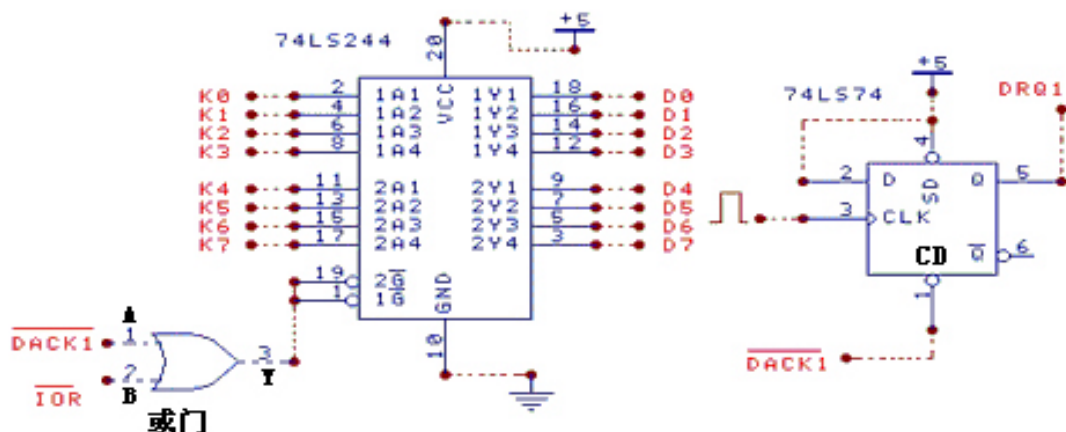 74LS244
+5
20
VCC
K0 2 1A1 1Y1 18 D0
K1 4 1A2 1Y2 16 D1
K2 6 1A3 1Y3 14 D2
K3 8 1A4 1Y4 12 D3
K4 11 2A1 2Y1 9 D4
K5 13 2A2 2Y2 7 D5
K6 15 2A3 2Y3 5 D6
K7 17 2A4 2Y4 3 D7
19 2G̅
1 1G̅
GND
10
A
D̅A̅C̅K̅1̅ 1
I̅O̅R̅ 2
B
3
Y
或门
+5
74LS74
DRQ1
4
2 D SD Q 5
3 CLK
CD Q̅ 6
1
D̅A̅C̅K̅1̅